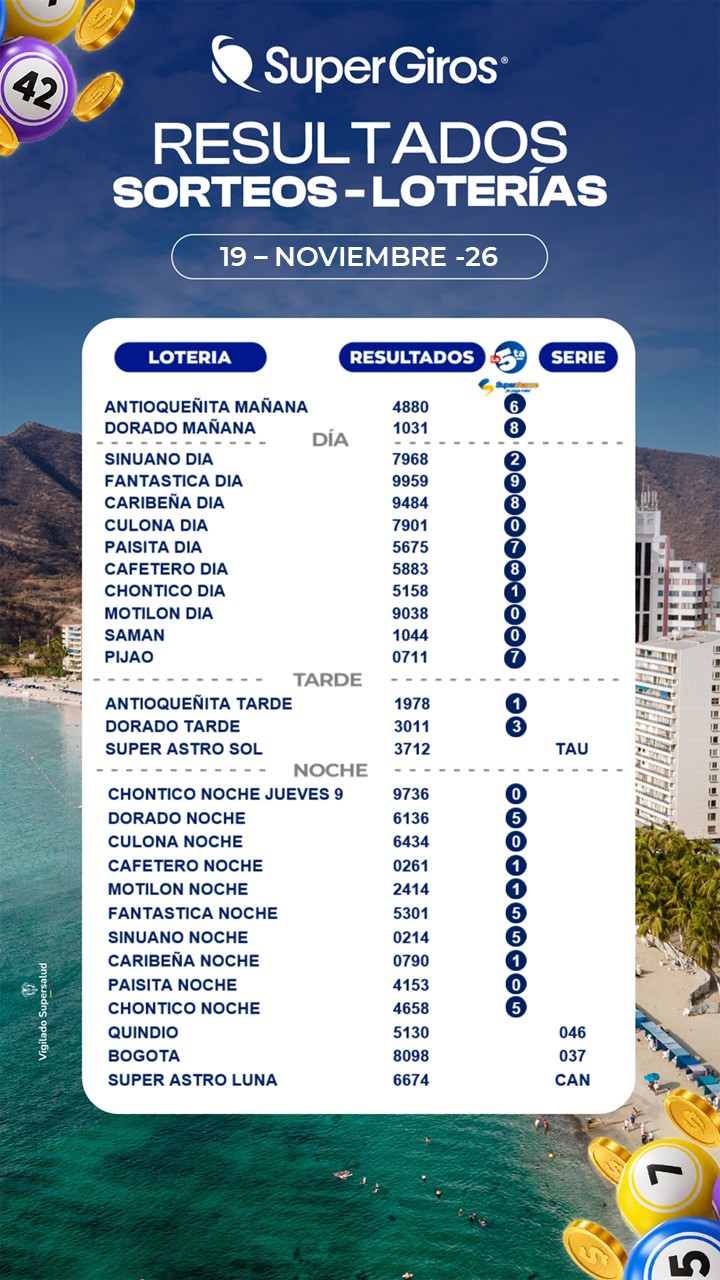 42
SuperGiros®
RESULTADOS
SORTEOS - LOTERÍAS
19 – NOVIEMBRE -26
LOTERIA RESULTADOS La 5ta SERIE
Superchance
ANTIOQUEÑITA MAÑANA 4880 6
DORADO MAÑANA 1031 8
DÍA
SINUANO DIA 7968 2
FANTASTICA DIA 9959 9
CARIBEÑA DIA 9484 8
CULONA DIA 7901 0
PAISITA DIA 5675 7
CAFETERO DIA 5883 8
CHONTICO DIA 5158 1
MOTILON DIA 9038 0
SAMAN 1044 0
PIJAO 0711 7
TARDE
ANTIOQUEÑITA TARDE 1978 1
DORADO TARDE 3011 3
SUPER ASTRO SOL 3712 TAU
NOCHE
CHONTICO NOCHE JUEVES 9 9736 0
DORADO NOCHE 6136 5
CULONA NOCHE 6434 0
CAFETERO NOCHE 0261 1
MOTILON NOCHE 2414 1
FANTASTICA NOCHE 5301 5
SINUANO NOCHE 0214 5
CARIBEÑA NOCHE 0790 1
PAISITA NOCHE 4153 0
CHONTICO NOCHE 4658 5
QUINDIO 5130 046
BOGOTA 8098 037
SUPER ASTRO LUNA 6674 CAN
Vigilado Supersalud
7
5